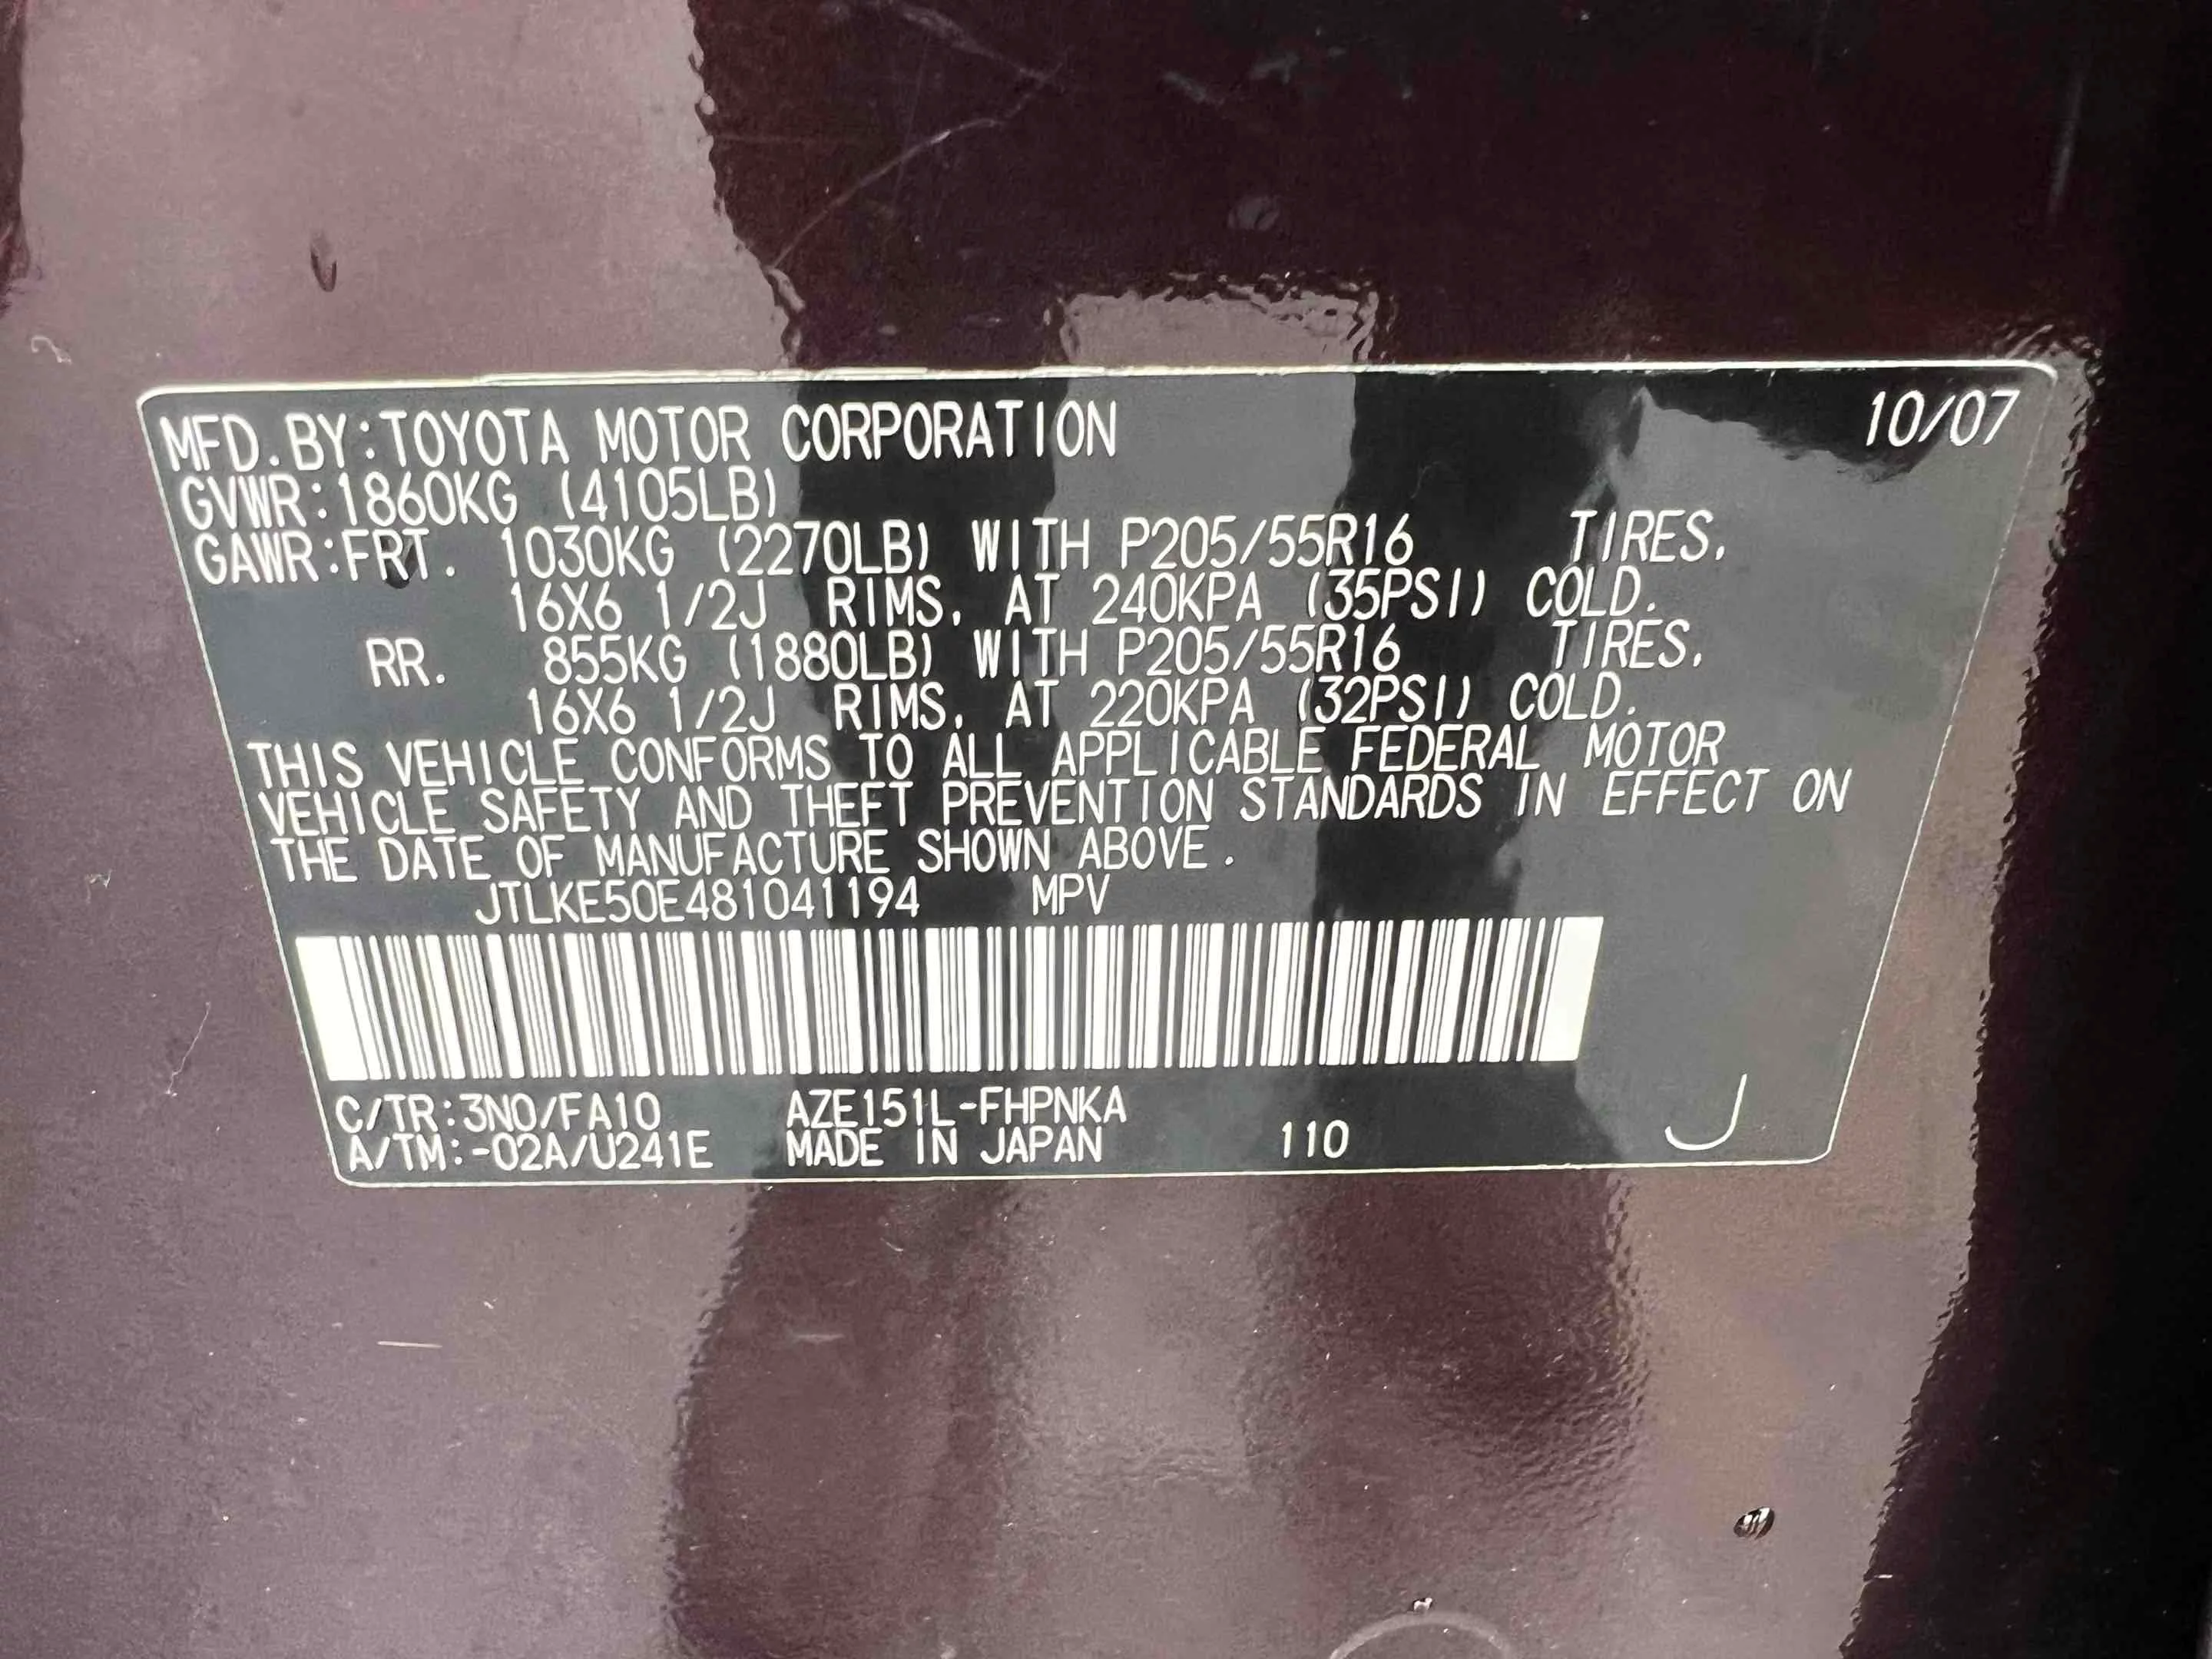 MFD.BY:TOYOTA MOTOR CORPORATION 10/07
GVWR:1860KG (4105LB)
GAWR:FRT. 1030KG (2270LB) WITH P205/55R16 TIRES,
16X6 1/2J RIMS, AT 240KPA (35PSI) COLD.
RR. 855KG (1880LB) WITH P205/55R16 TIRES,
16X6 1/2J RIMS, AT 220KPA (32PSI) COLD.
THIS VEHICLE CONFORMS TO ALL APPLICABLE FEDERAL MOTOR
VEHICLE SAFETY AND THEFT PREVENTION STANDARDS IN EFFECT ON
THE DATE OF MANUFACTURE SHOWN ABOVE.
JTLKE50E481041194 MPV
C/TR:3N0/FA10 AZE151L-FHPNKA
A/TM:-02A/U241E MADE IN JAPAN 110 J